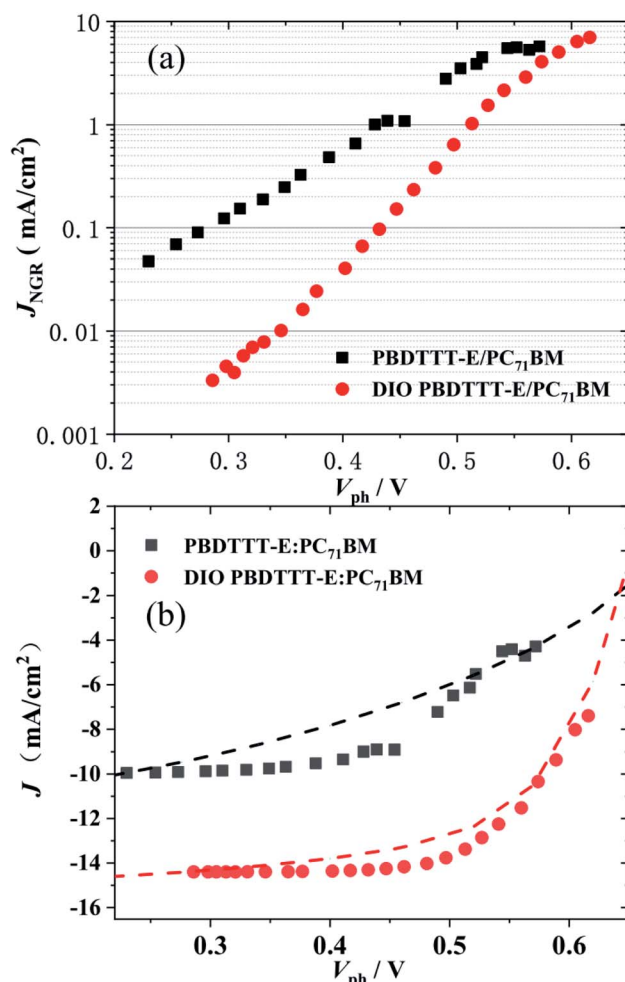 (a)
10
1
0.1
0.01
0.001
J_NGR ( mA/cm²)
PBDTTT-E/PC₇₁BM
DIO PBDTTT-E/PC₇₁BM
0.2 0.3 0.4 0.5 0.6
V_ph / V
2
0
-2
-4
-6
-8
-10
-12
-14
-16
J (mA/cm²)
PBDTTT-E:PC₇₁BM
DIO PBDTTT-E:PC₇₁BM
(b)
0.3 0.4 0.5 0.6
V_ph / V